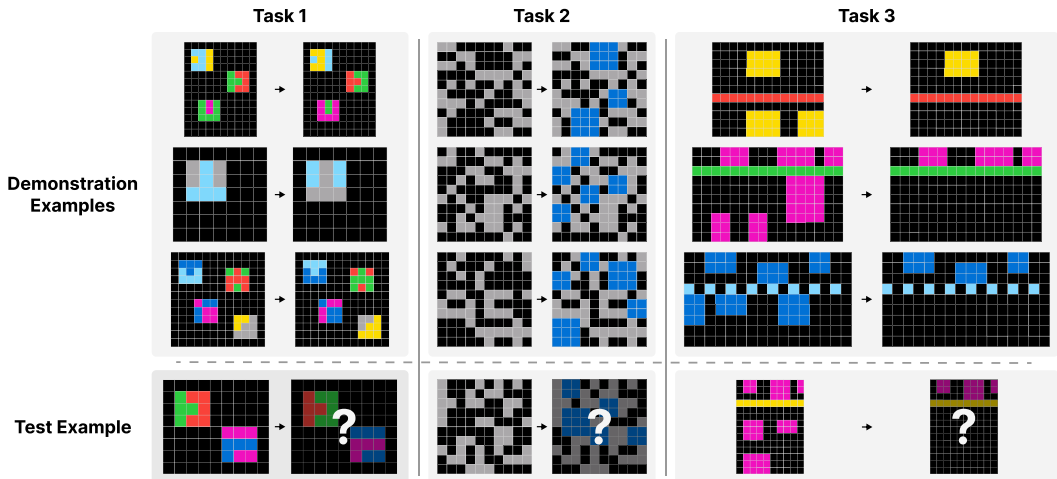 Task 1
Task 2
Task 3
Demonstration
Examples
Test Example
?
?
?